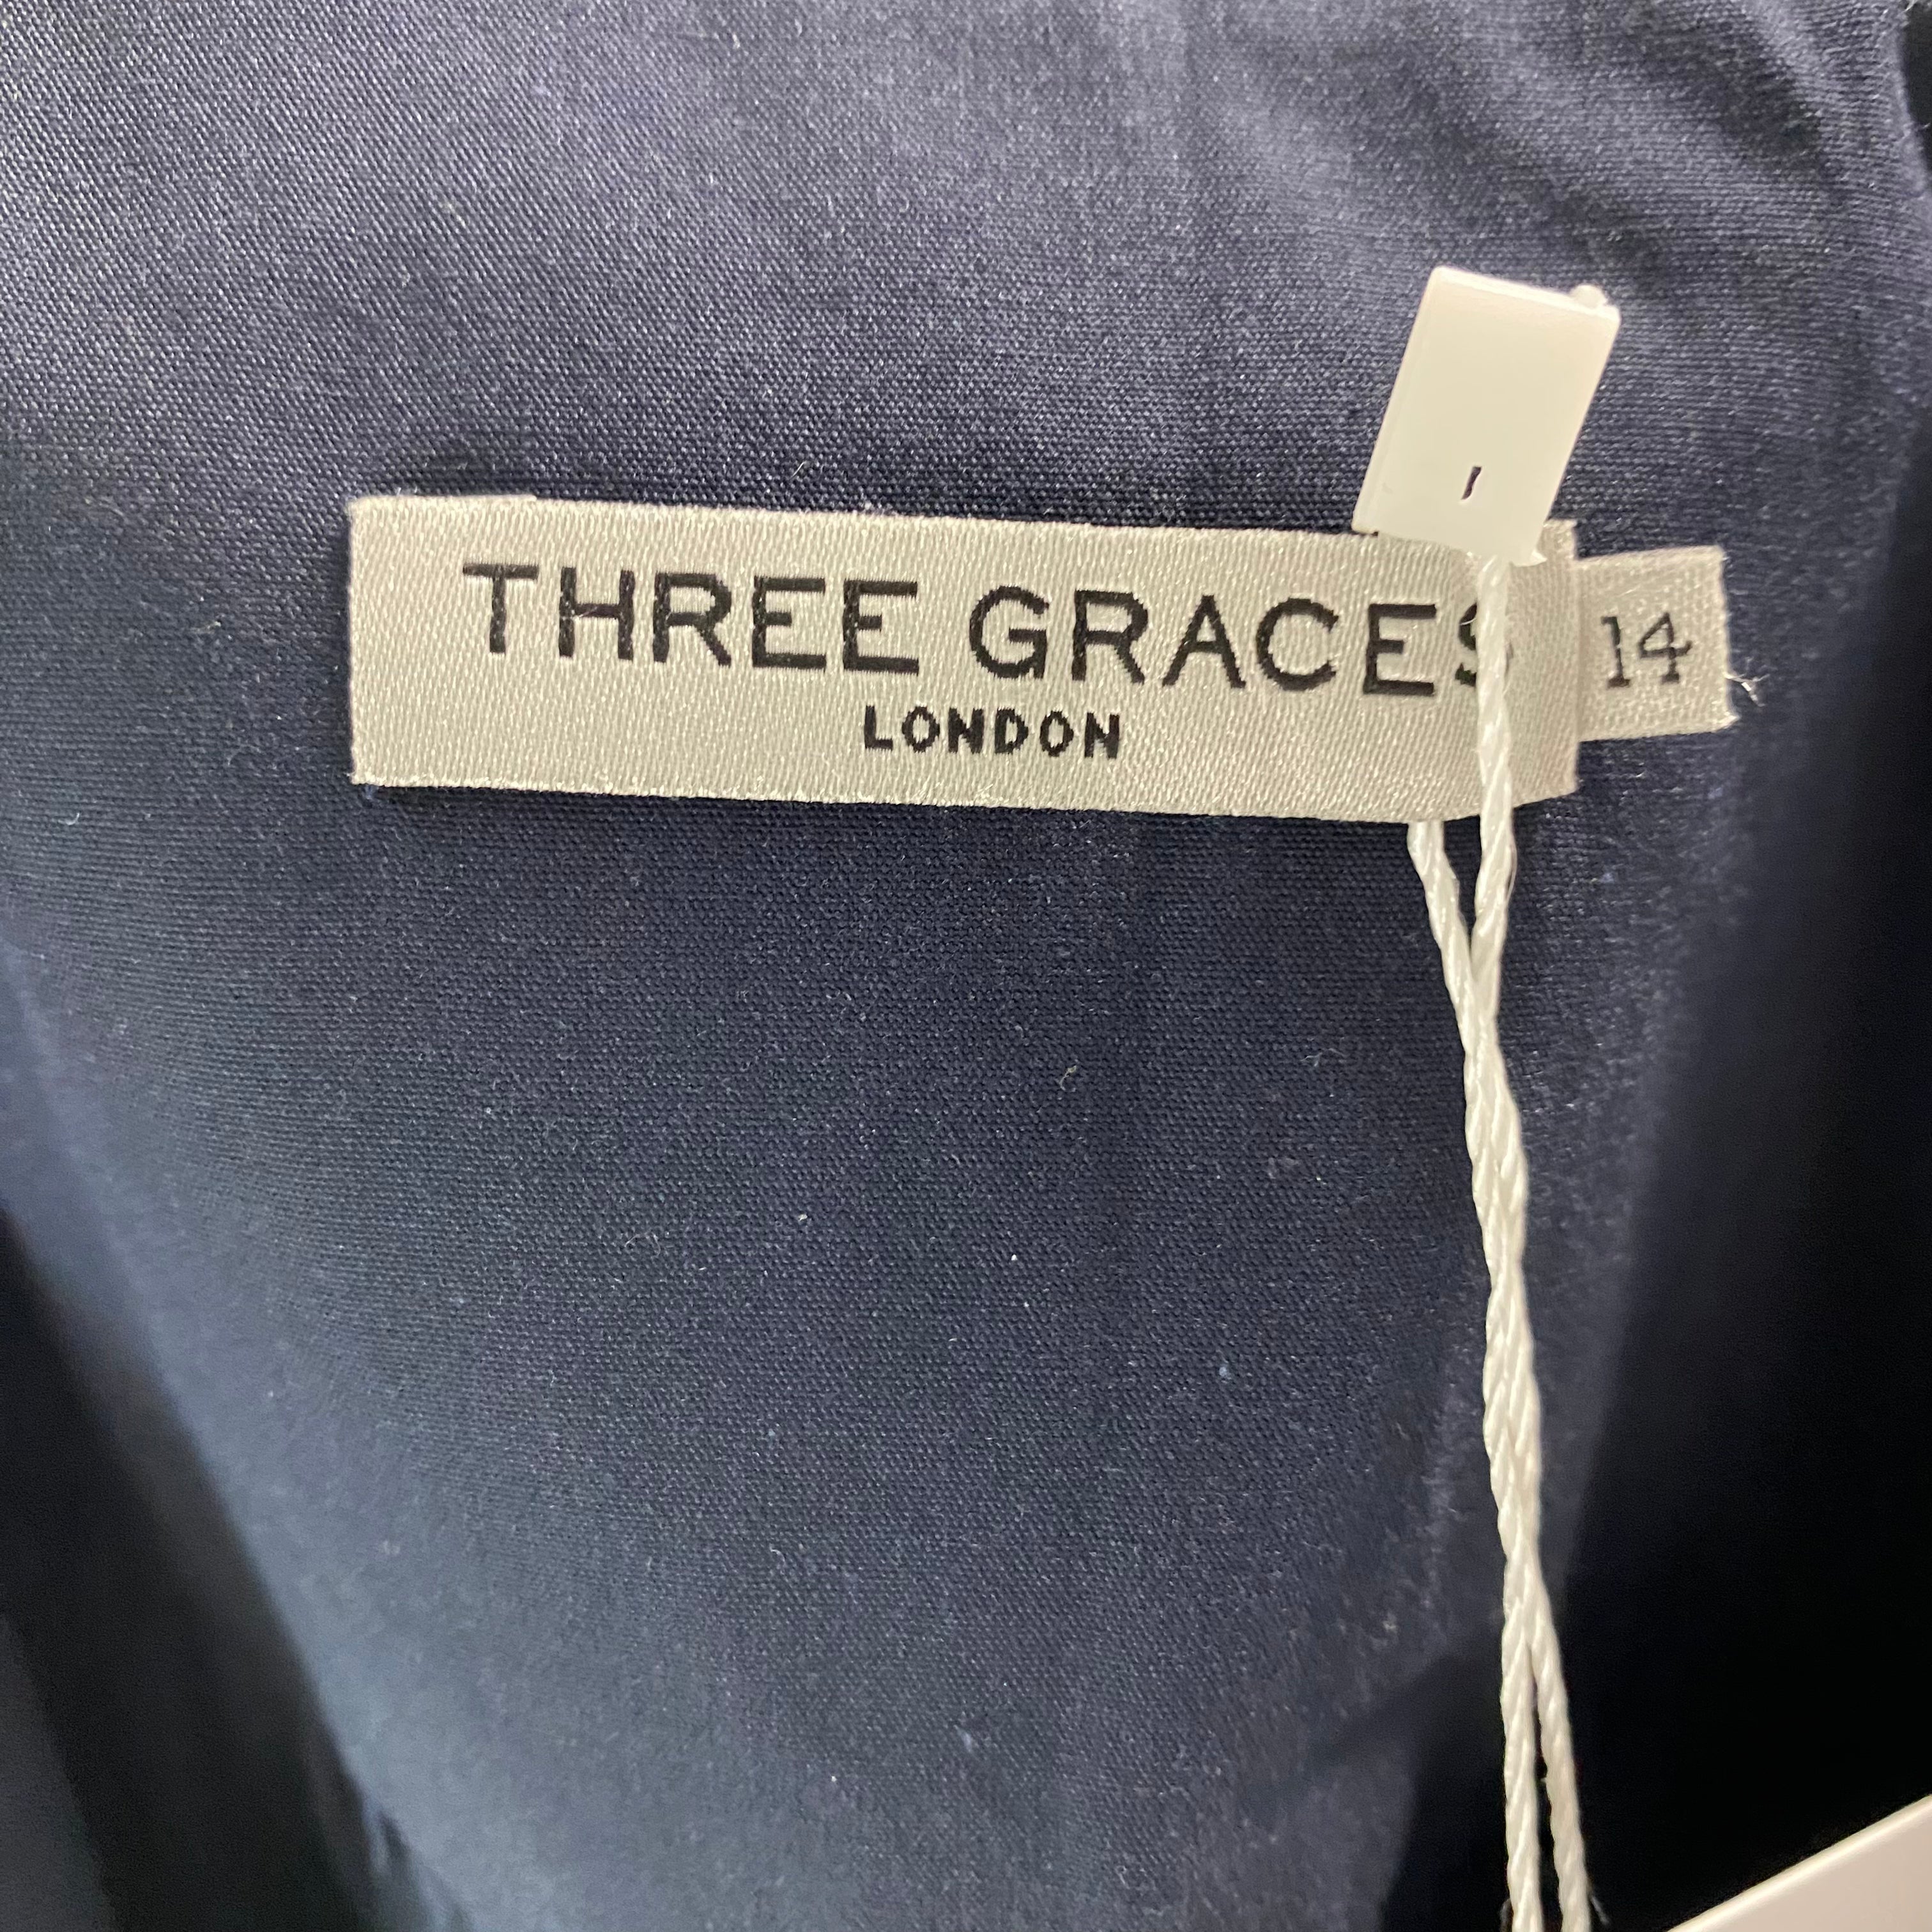 THREE GRACES
LONDON
14